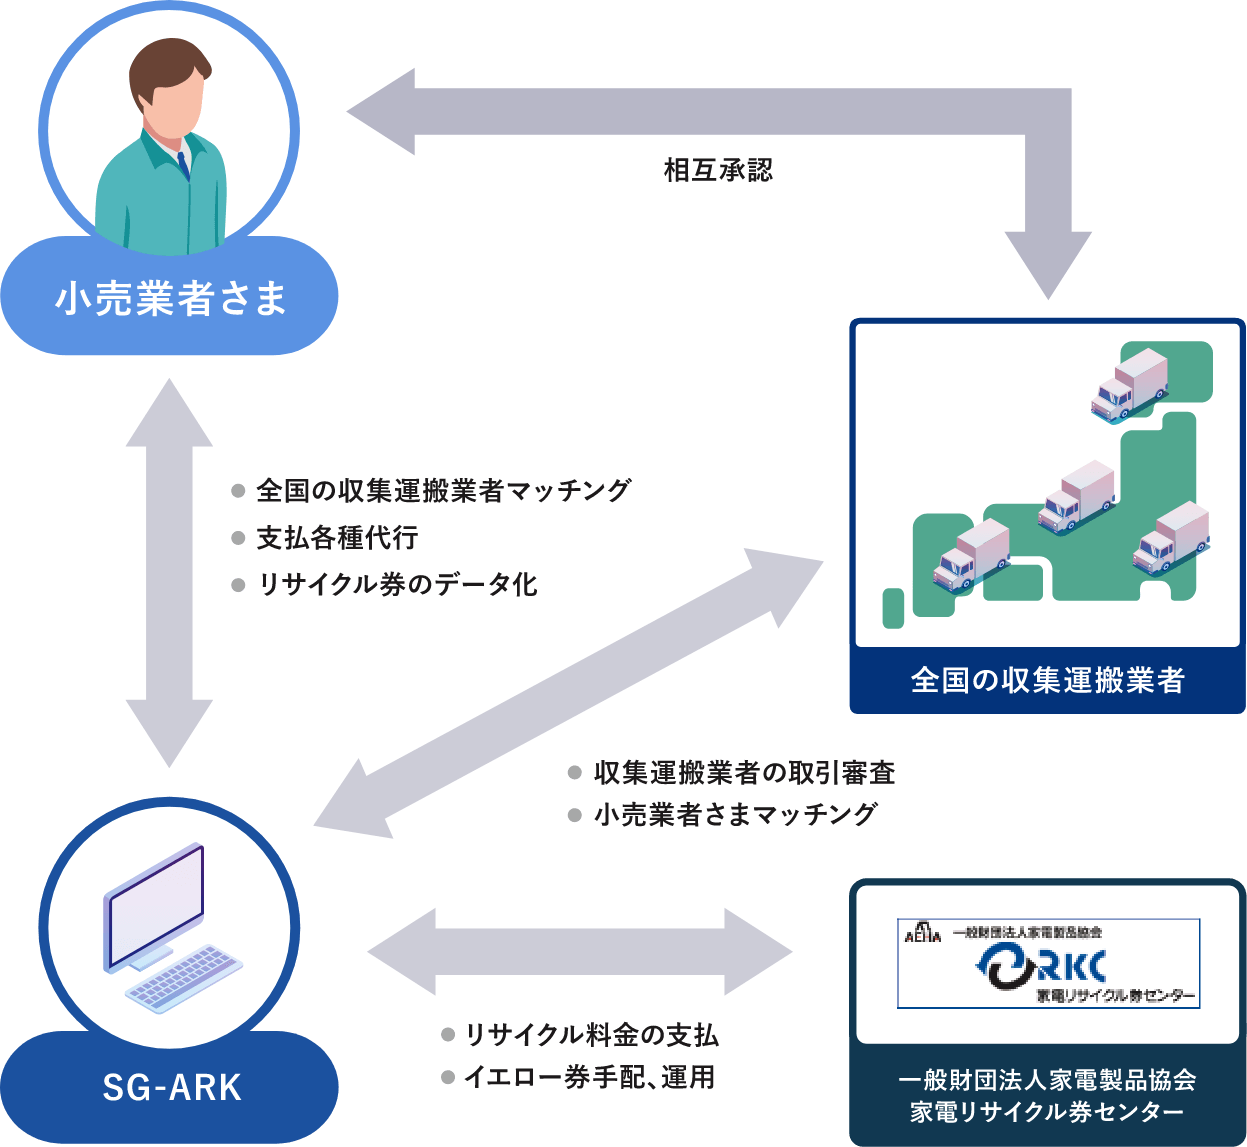 相互承認
小売業者さま
全国の収集運搬業者マッチング
支払各種代行
リサイクル券のデータ化
全国の収集運搬業者
収集運搬業者の取引審査
小売業者さまマッチング
AEHA 一般財団法人家電製品協会
RKC
家電リサイクル券センター
リサイクル料金の支払
イエロー券手配、運用
SG-ARK
一般財団法人家電製品協会
家電リサイクル券センター